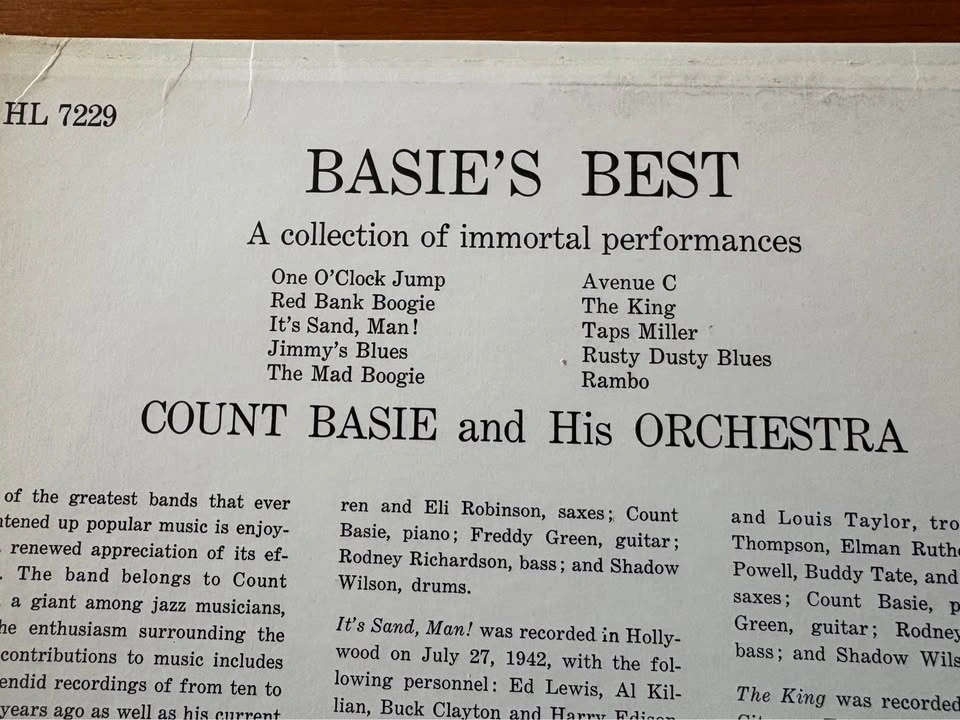 HL 7229
BASIE'S BEST
A collection of immortal performances
One O'Clock Jump
Red Bank Boogie
It's Sand, Man!
Jimmy's Blues
The Mad Boogie
Avenue C
The King
Taps Miller
Rusty Dusty Blues
Rambo
COUNT BASIE and His ORCHESTRA
of the greatest bands that ever
popular music is enjoy-
renewed appreciation of its ef-
The band belongs to Count
a giant among jazz musicians,
enthusiasm surrounding the
contributions to music includes
recordings of from ten to
years ago as well as his current
ren and Eli Robinson, saxes; Count
Basie, piano; Freddy Green, guitar;
Rodney Richardson, bass; and Shadow
Wilson, drums.
It's Sand, Man! was recorded in Holly-
wood on July 27, 1942, with the fol-
lowing personnel: Ed Lewis, Al Kil-
lian, Buck Clayton and Harry Edison
and Louis Taylor, tro
Thompson, Elman Ruth
Powell, Buddy Tate, and
saxes; Count Basie, p
Green, guitar; Rodney
bass; and Shadow Wils
The King was recorded